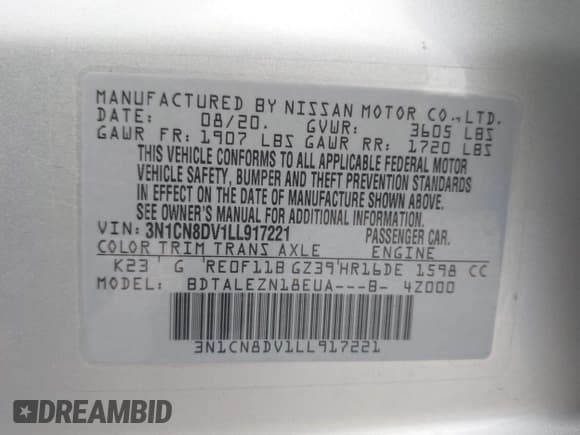 MANUFACTURED BY NISSAN MOTOR CO.,LTD.
DATE: 08/20. GVWR: 3605 LBS
GAWR FR: 1907 LBS GAWR RR: 1720 LBS
THIS VEHICLE CONFORMS TO ALL APPLICABLE FEDERAL MOTOR
VEHICLE SAFETY, BUMPER AND THEFT PREVENTION STANDARDS
IN EFFECT ON THE DATE OF MANUFACTURE SHOWN ABOVE.
SEE OWNER'S MANUAL FOR ADDITIONAL INFORMATION.
VIN: 3N1CN8DV1LL917221 PASSENGER CAR.
COLOR TRIM TRANS AXLE ENGINE
K23 G RE0F11B GZ39 HR16DE 1598 CC
MODEL: BDTALEZN18EUA---B- 4Z000
3N1CN8DV1LL917221
DREAMBID